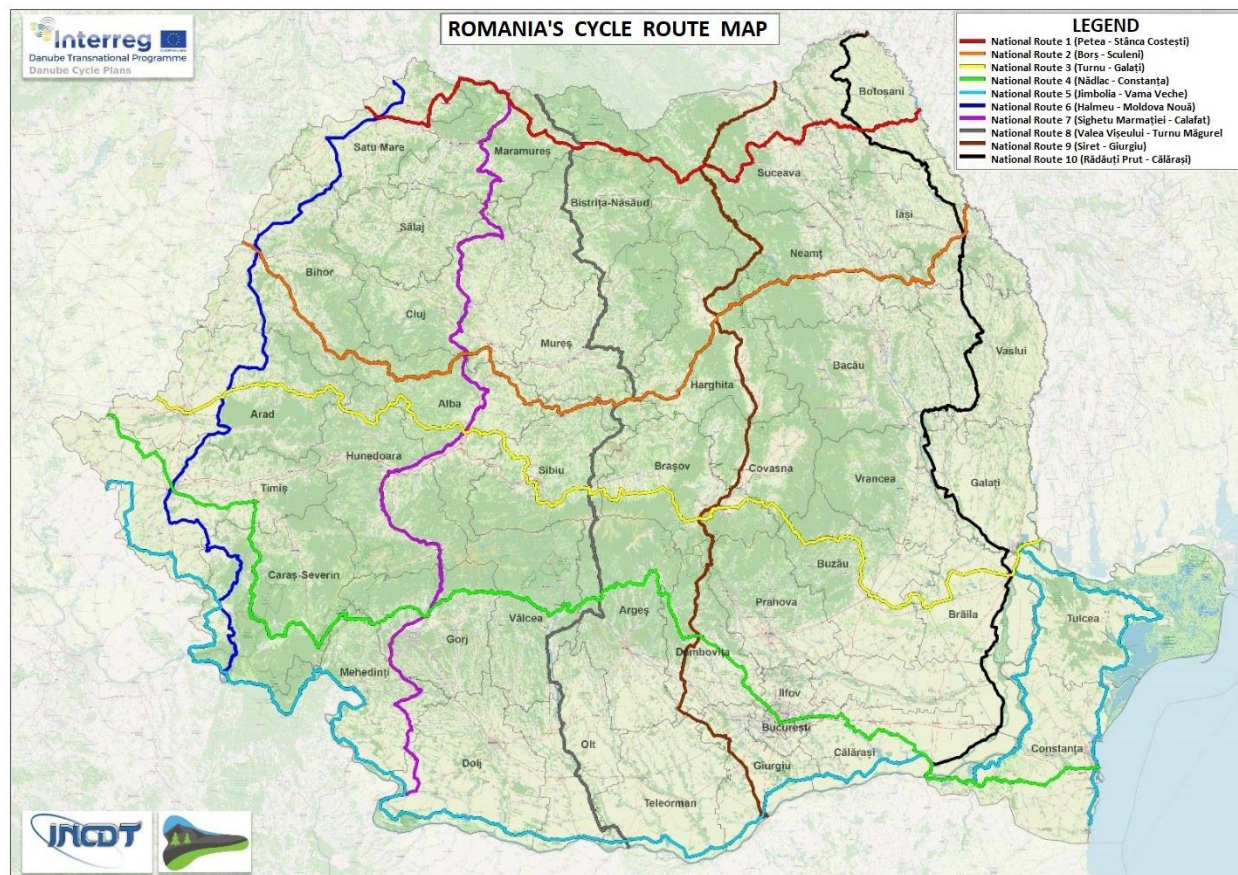 Interreg
Danube Transnational Programme
Danube Cycle Plans
ROMANIA'S CYCLE ROUTE MAP
LEGEND
National Route 1 (Petea - Stânca Costești)
National Route 2 (Borș - Sculeni)
National Route 3 (Turnu - Galați)
National Route 4 (Nădlac - Constanța)
National Route 5 (Jimbolia - Vama Veche)
National Route 6 (Halmeu - Moldova Nouă)
National Route 7 (Sighetu Marmației - Calafat)
National Route 8 (Valea Vișeului - Turnu Măgurel
National Route 9 (Siret - Giurgiu)
National Route 10 (Rădăuți Prut - Călărași)
Botoșani
Satu Mare
Maramureș
Suceava
Bistrița-Năsăud
Iași
Sălaj
Neamț
Bihor
Cluj
Mureș
Vaslui
Bacău
Harghita
Arad
Alba
Hunedoara
Sibiu
Brașov
Covasna
Vrancea
Galați
Timiș
Caraș-Severin
Buzău
Prahova
Argeș
Vâlcea
Brăila
Tulcea
Gorj
Dâmbovița
Mehedinți
Ilfov
București
Olt
Călărași
Constanța
Dolj
Giurgiu
Teleorman
INCDT